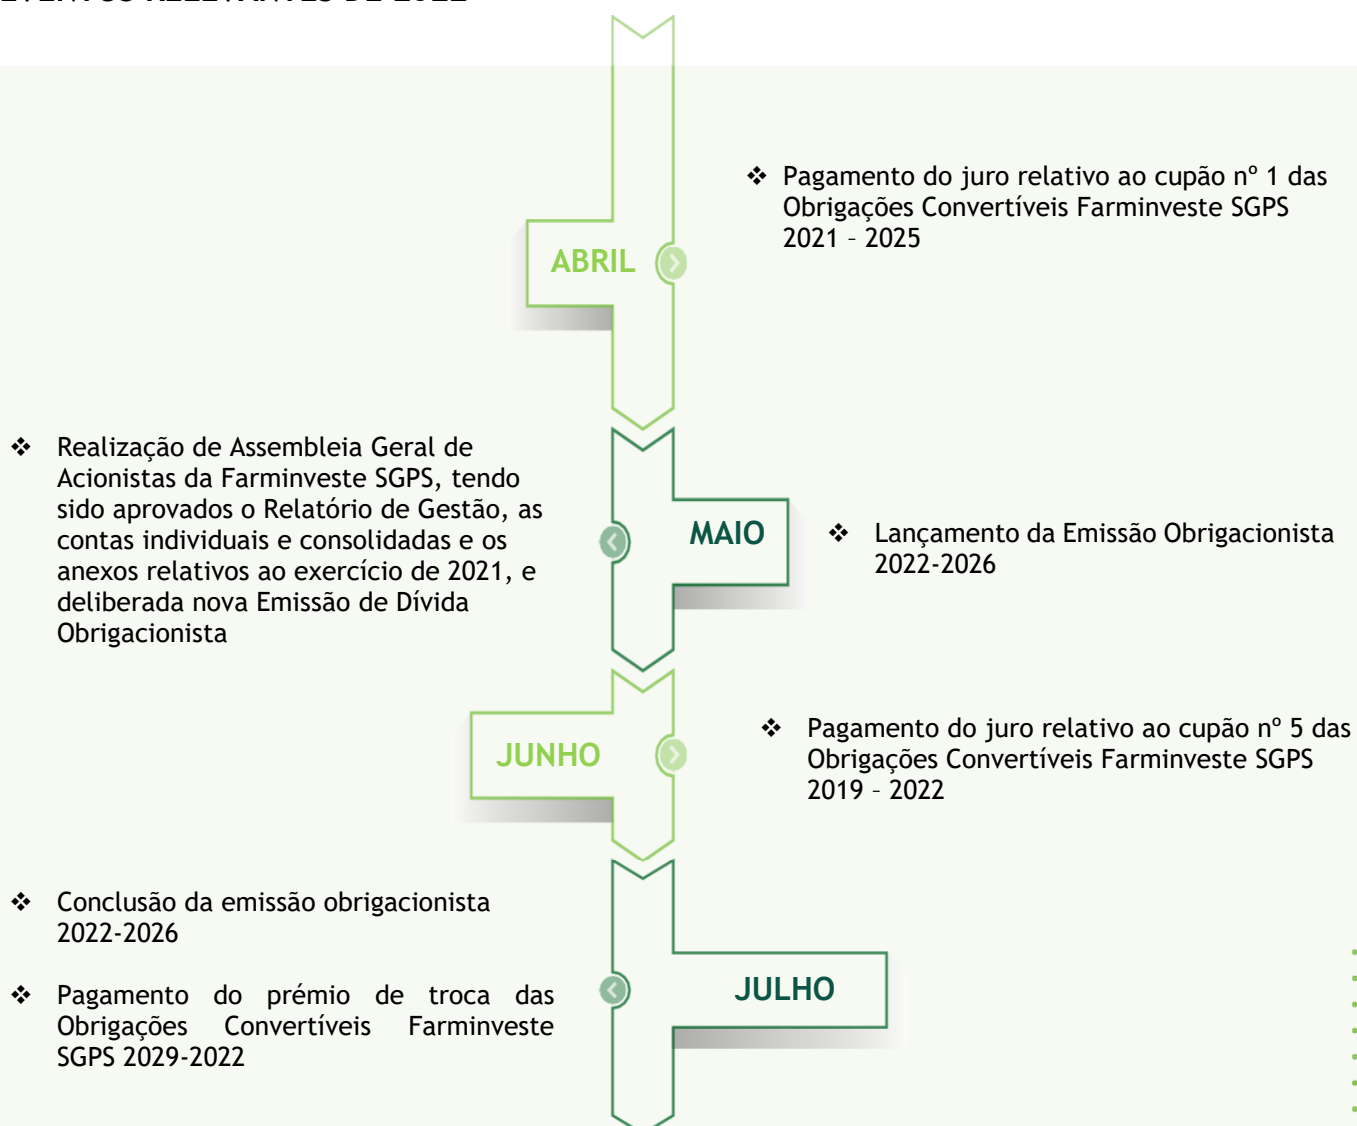 EVENTOS RELEVANTES DE 2022
❖ Pagamento do juro relativo ao cupão nº 1 das
Obrigações Convertíveis Farminveste SGPS
2021 – 2025
ABRIL
❖ Realização de Assembleia Geral de
Acionistas da Farminveste SGPS, tendo
sido aprovados o Relatório de Gestão, as
contas individuais e consolidadas e os
anexos relativos ao exercício de 2021, e
deliberada nova Emissão de Dívida
Obrigacionista
MAIO
❖ Lançamento da Emissão Obrigacionista
2022-2026
JUNHO
❖ Pagamento do juro relativo ao cupão nº 5 das
Obrigações Convertíveis Farminveste SGPS
2019 – 2022
❖ Conclusão da emissão obrigacionista
2022-2026
❖ Pagamento do prémio de troca das
Obrigações Convertíveis Farminveste
SGPS 2029-2022
JULHO